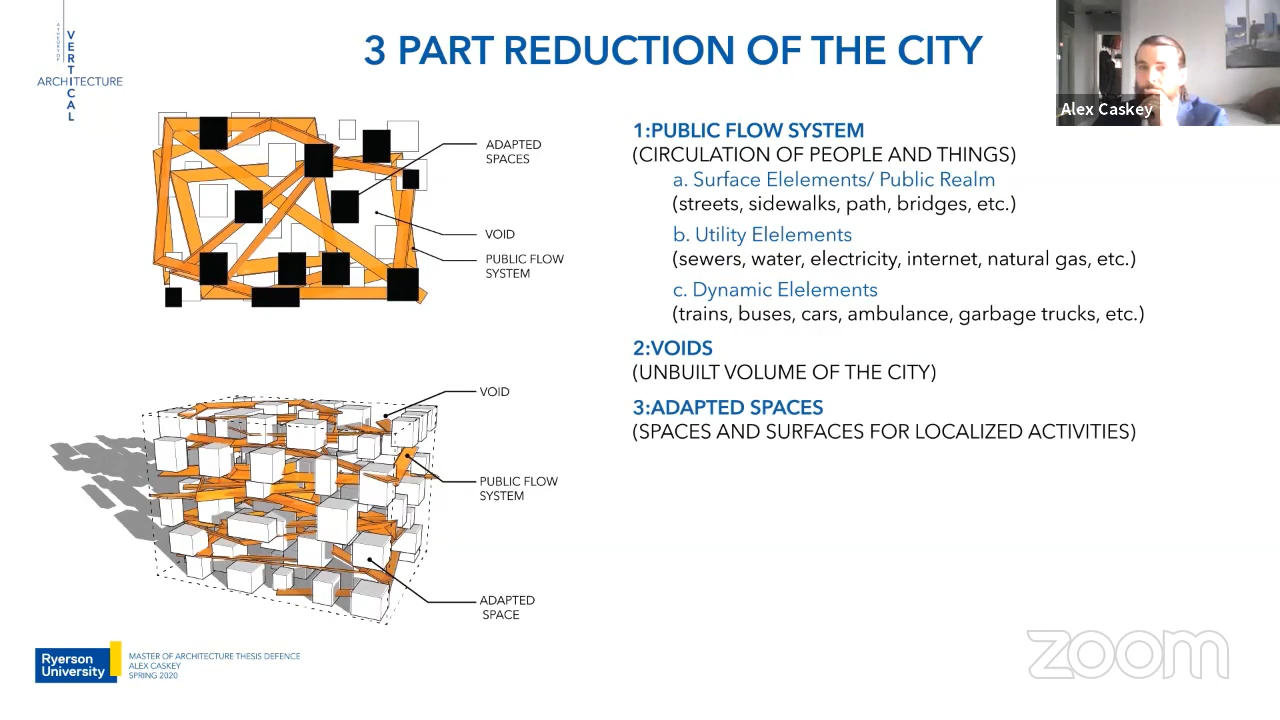 A THEORY OF
VERTICAL
ARCHITECTURE
3 PART REDUCTION OF THE CITY
Alex Caskey
ADAPTED
SPACES
VOID
PUBLIC FLOW
SYSTEM
VOID
PUBLIC FLOW
SYSTEM
ADAPTED
SPACE
1:PUBLIC FLOW SYSTEM
(CIRCULATION OF PEOPLE AND THINGS)
a. Surface Elelements/ Public Realm
(streets, sidewalks, path, bridges, etc.)
b. Utility Elelements
(sewers, water, electricity, internet, natural gas, etc.)
c. Dynamic Elelements
(trains, buses, cars, ambulance, garbage trucks, etc.)
2:VOIDS
(UNBUILT VOLUME OF THE CITY)
3:ADAPTED SPACES
(SPACES AND SURFACES FOR LOCALIZED ACTIVITIES)
Ryerson
University
MASTER OF ARCHITECTURE THESIS DEFENCE
ALEX CASKEY
SPRING 2020
zoom